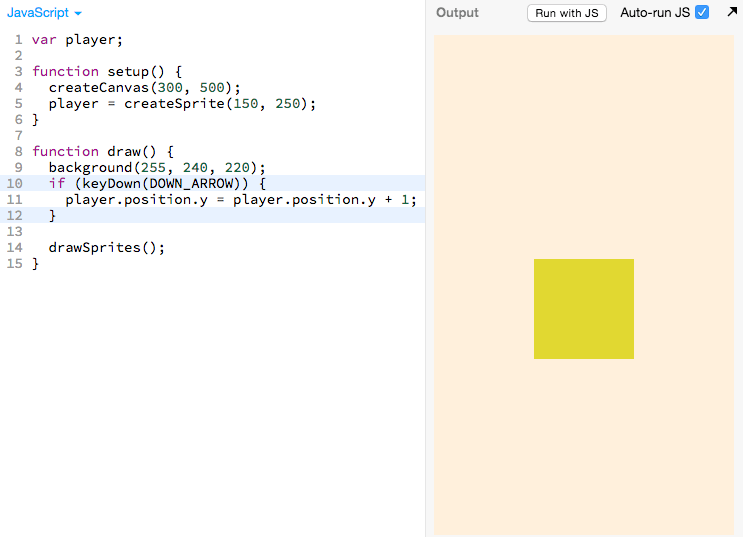 JavaScript
Output
Run with JS
Auto-run JS
1 var player;
2
3 function setup() {
4   createCanvas(300, 500);
5   player = createSprite(150, 250);
6 }
7
8 function draw() {
9   background(255, 240, 220);
10   if (keyDown(DOWN_ARROW)) {
11     player.position.y = player.position.y + 1;
12   }
13
14   drawSprites();
15 }